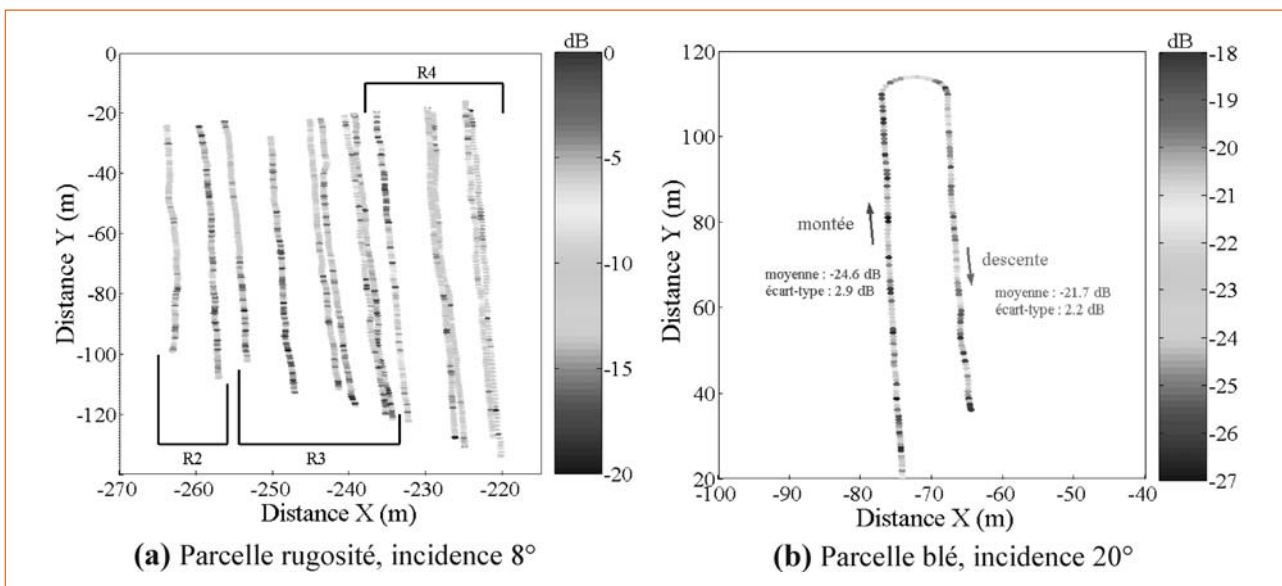 dB
0
-20
-40
-60
-80
-100
-120
Distance Y (m)
R4
R2
R3
0
-5
-10
-15
-20
-270
-260
-250
-240
-230
-220
Distance X (m)
(a) Parcelle rugosité, incidence 8°
dB
120
100
80
60
40
20
Distance Y (m)
montée
moyenne : -24.6 dB
écart-type : 2.9 dB
descente
moyenne : -21.7 dB
écart-type : 2.2 dB
-18
-19
-20
-21
-22
-23
-24
-25
-26
-27
-100
-90
-80
-70
-60
-50
-40
Distance X (m)
(b) Parcelle blé, incidence 20°